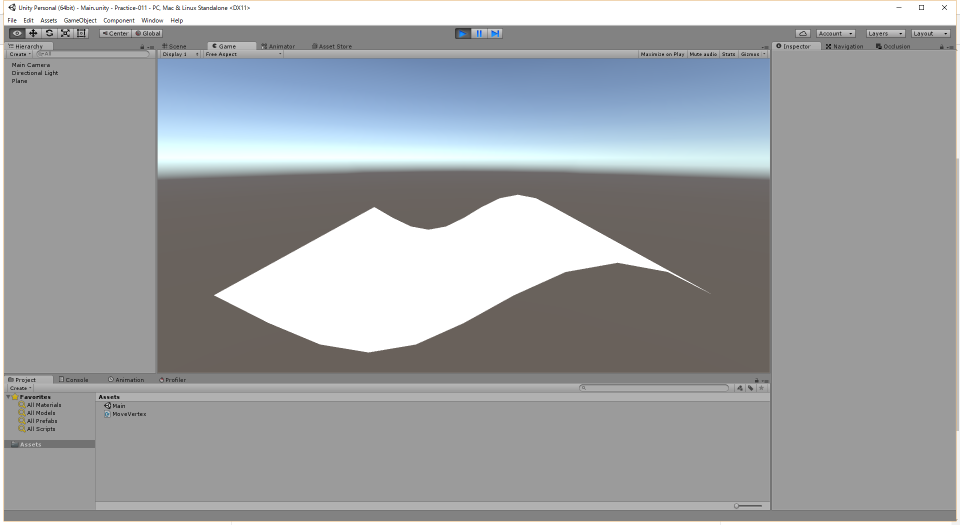 Unity Personal (64bit) - Main.unity - Practice-011 - PC, Mac & Linux Standalone <DX11>
File Edit Assets GameObject Component Window Help
Center Global Account Layers Layout
Hierarchy Scene Game Animator Asset Store Inspector Navigation Occlusion
Create All Display 1 Free Aspect Maximize on Play Mute audio Stats Gizmos
Main Camera
Directional Light
Plane
Project Console Animation Profiler
Create
Favorites
All Materials
All Models
All Prefabs
All Scripts
Assets
Assets
Main
MoveVertex